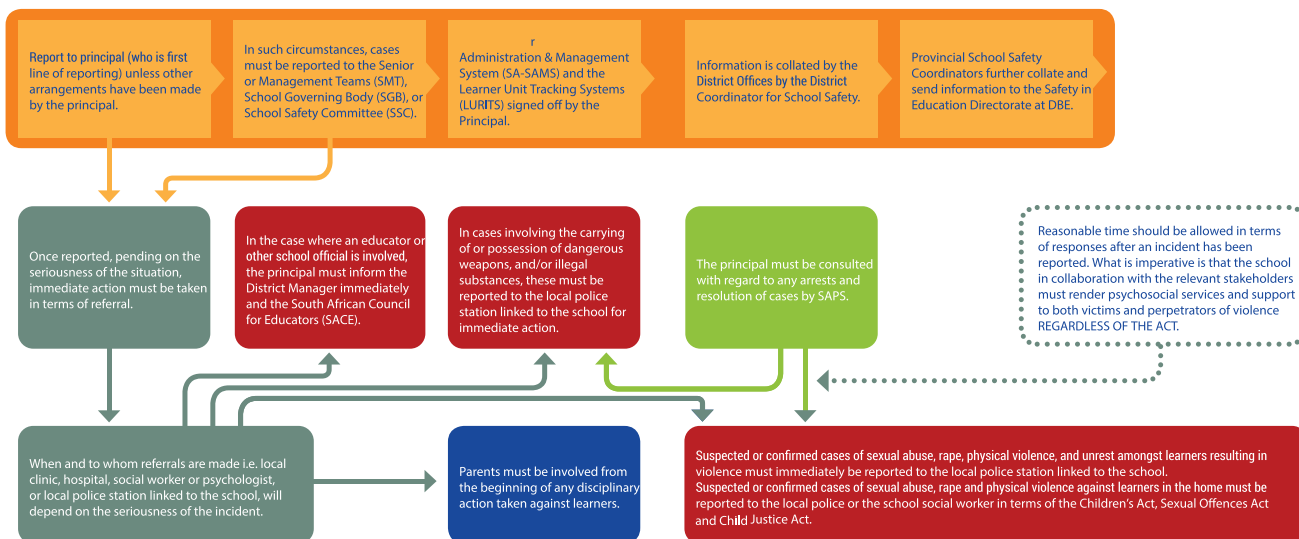 Report to principal (who is first
line of reporting) unless other
arrangements have been made
by the principal.
In such circumstances, cases
must be reported to the Senior
or Management Teams (SMT),
School Governing Body (SGB), or
School Safety Committee (SSC).
r
Administration & Management
System (SA-SAMS) and the
Learner Unit Tracking Systems
(LURITS) signed off by the
Principal.
Information is collated by the
District Offices by the District
Coordinator for School Safety.
Provincial School Safety
Coordinators further collate and
send information to the Safety in
Education Directorate at DBE.
Once reported, pending on the
seriousness of the situation,
immediate action must be taken
in terms of referral.
In the case where an educator or
other school official is involved,
the principal must inform the
District Manager immediately
and the South African Council
for Educators (SACE).
In cases involving the carrying
of or possession of dangerous
weapons, and/or illegal
substances, these must be
reported to the local police
station linked to the school for
immediate action.
The principal must be consulted
with regard to any arrests and
resolution of cases by SAPS.
Reasonable time should be allowed in terms
of responses after an incident has been
reported. What is imperative is that the school
in collaboration with the relevant stakeholders
must render psychosocial services and support
to both victims and perpetrators of violence
REGARDLESS OF THE ACT.
When and to whom referrals are made i.e. local
clinic, hospital, social worker or psychologist,
or local police station linked to the school, will
depend on the seriousness of the incident.
Parents must be involved from
the beginning of any disciplinary
action taken against learners.
Suspected or confirmed cases of sexual abuse, rape, physical violence, and unrest amongst learners resulting in
violence must immediately be reported to the local police station linked to the school.
Suspected or confirmed cases of sexual abuse, rape and physical violence against learners in the home must be
reported to the local police or the school social worker in terms of the Children's Act, Sexual Offences Act
and Child Justice Act.